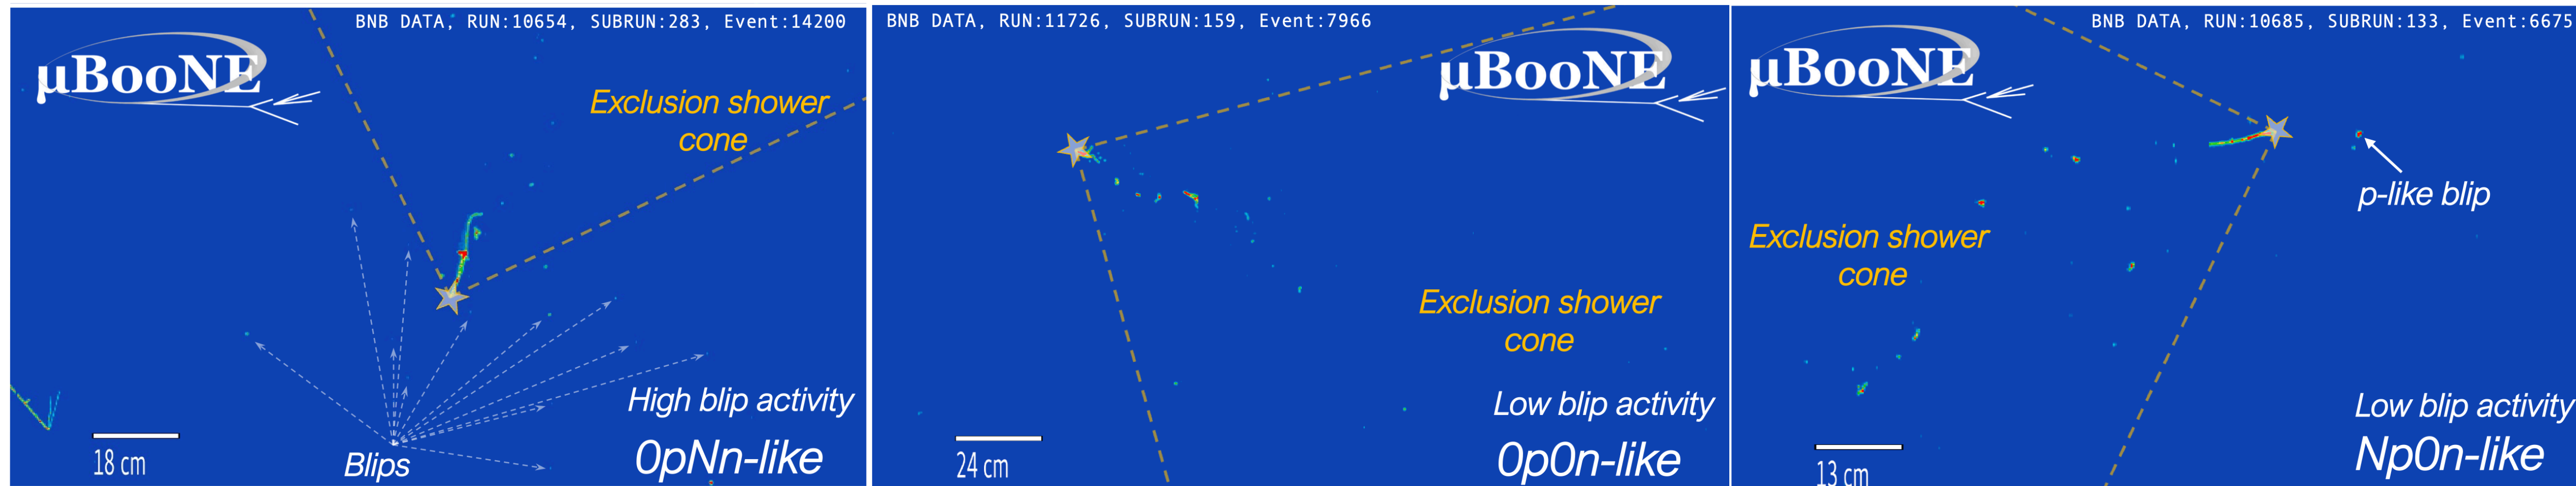 BNB DATA, RUN:10654, SUBRUN:283, Event:14200
µBooNE
Exclusion shower
cone
High blip activity
0pNn-like
Blips
18 cm
BNB DATA, RUN:11726, SUBRUN:159, Event:7966
µBooNE
Exclusion shower
cone
Low blip activity
0p0n-like
24 cm
BNB DATA, RUN:10685, SUBRUN:133, Event:6675
µBooNE
p-like blip
Exclusion shower
cone
Low blip activity
Np0n-like
13 cm